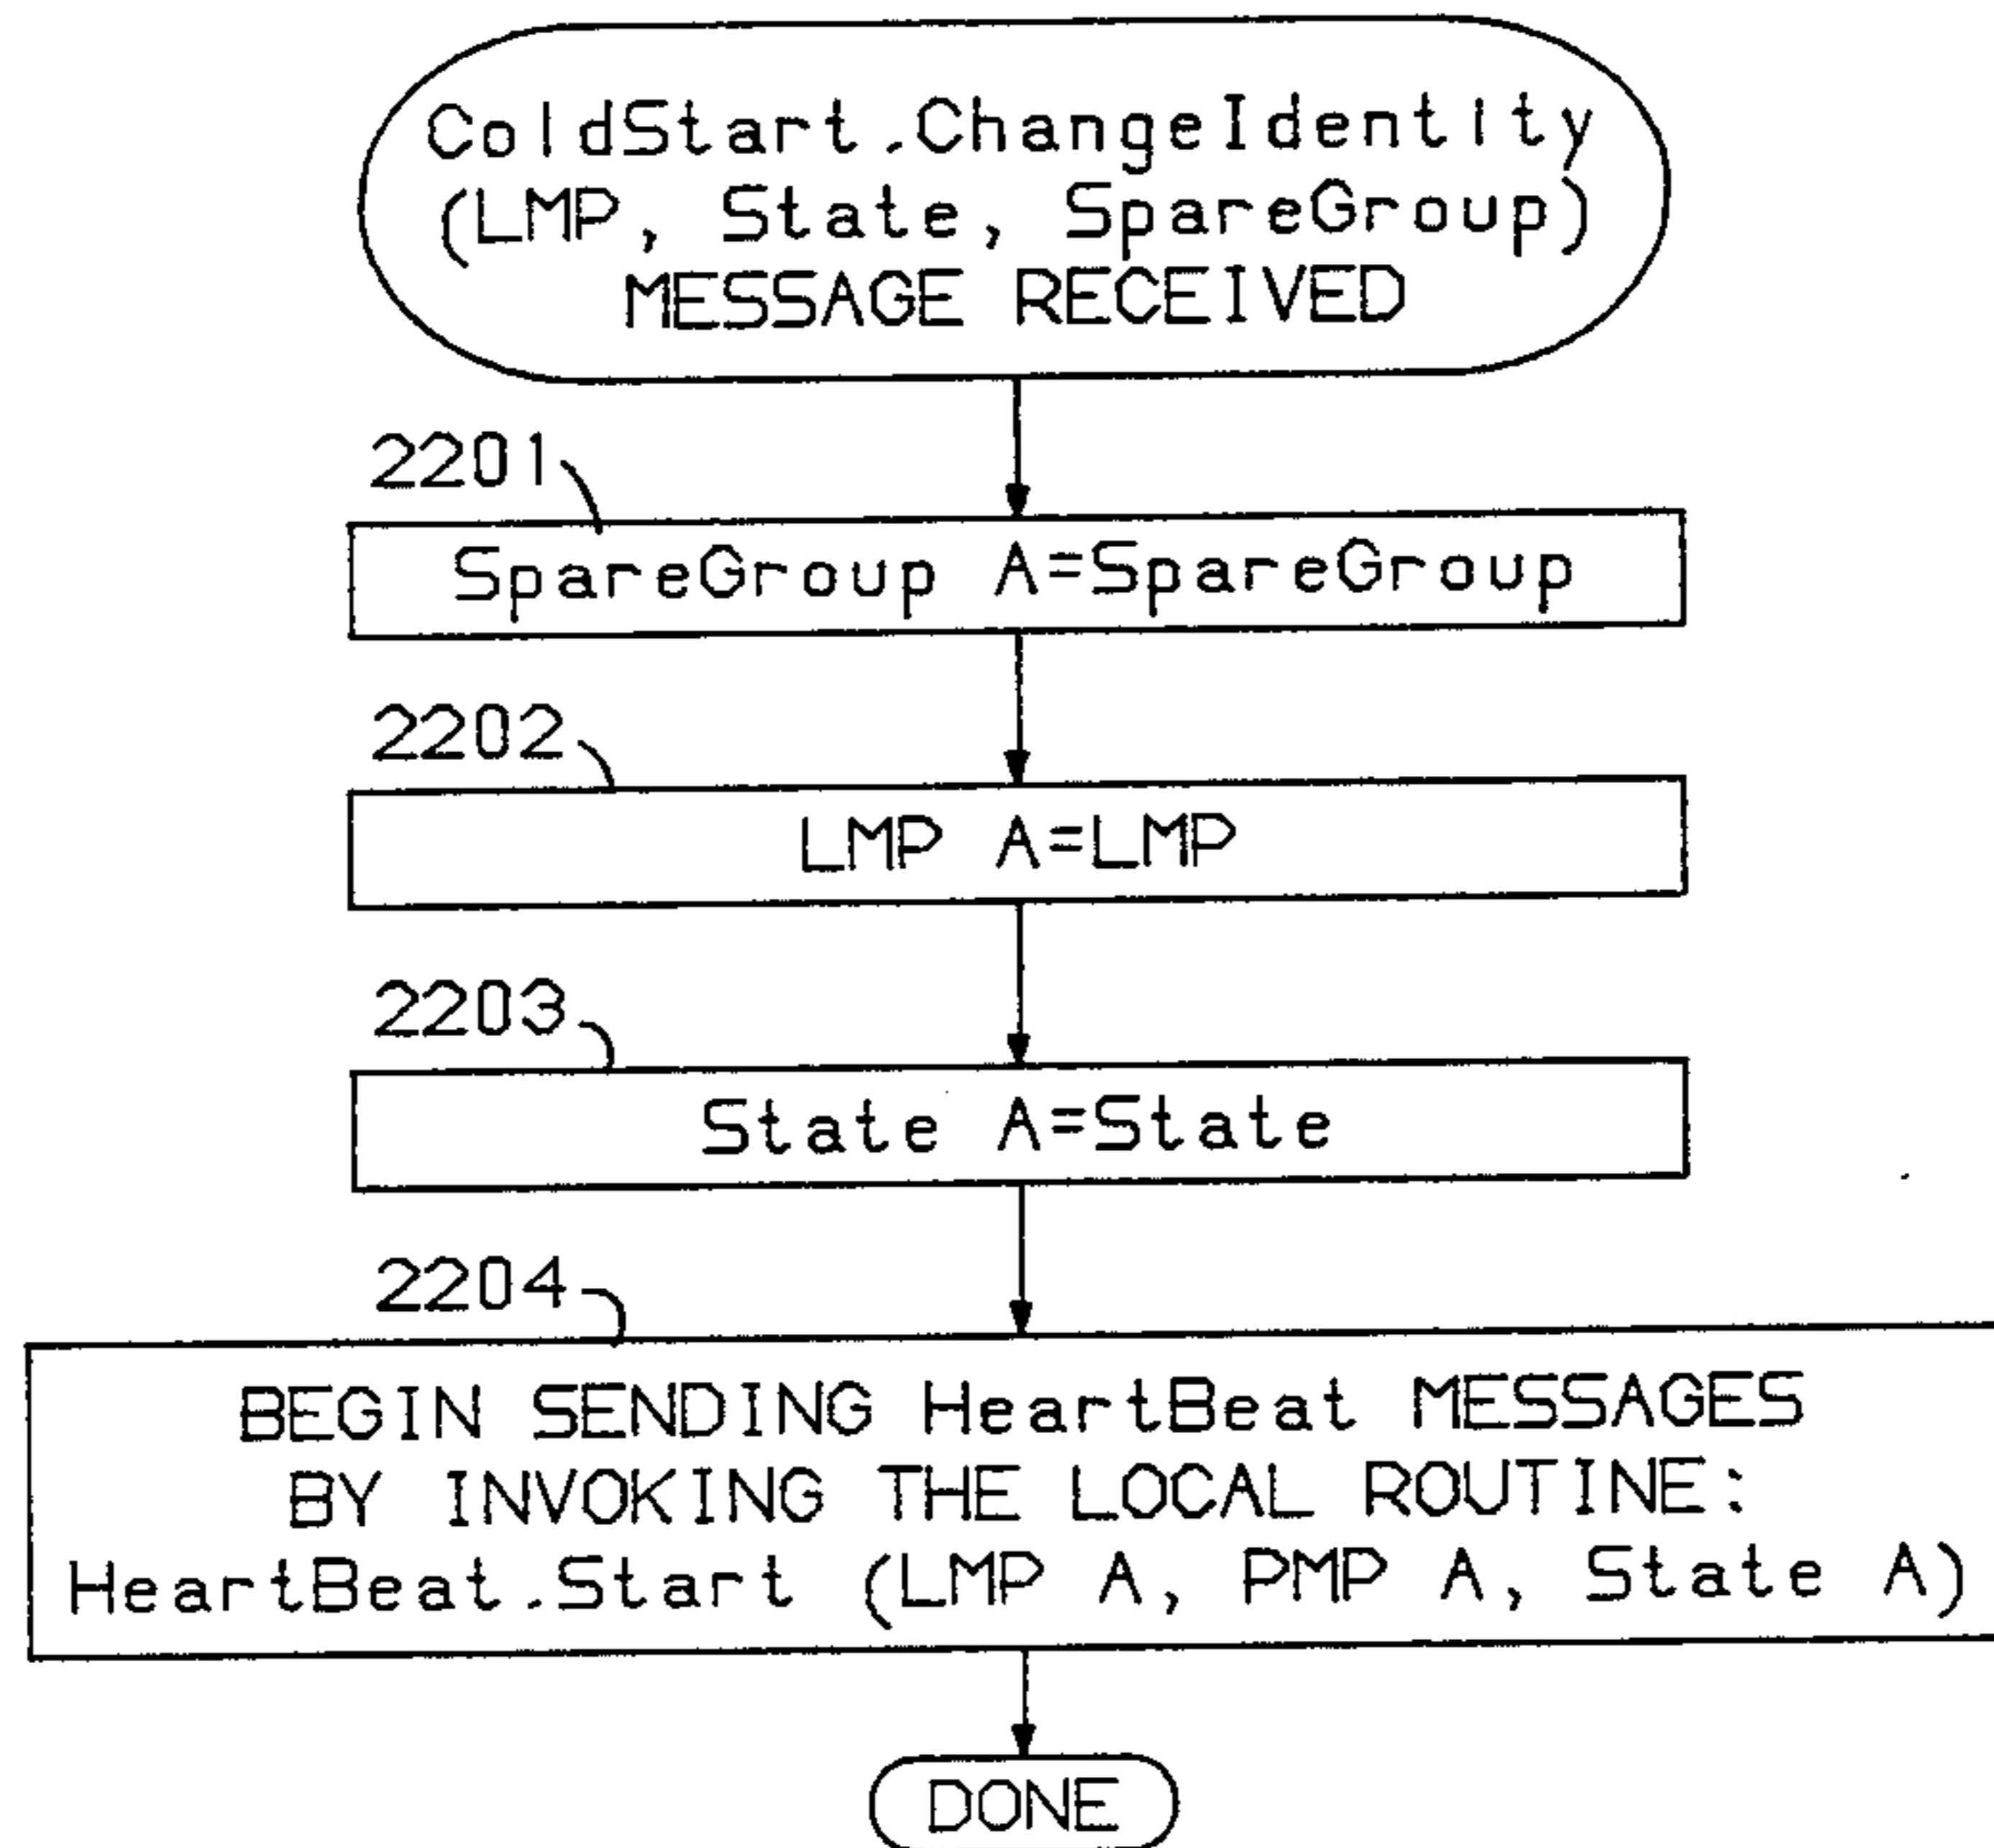 ColdStart.ChangeIdentity
(LMP, State, SpareGroup)
MESSAGE RECEIVED
2201
SpareGroup A=SpareGroup
2202
LMP A=LMP
2203
State A=State
2204
BEGIN SENDING HeartBeat MESSAGES
BY INVOKING THE LOCAL ROUTINE:
HeartBeat.Start (LMP A, PMP A, State A)
DONE